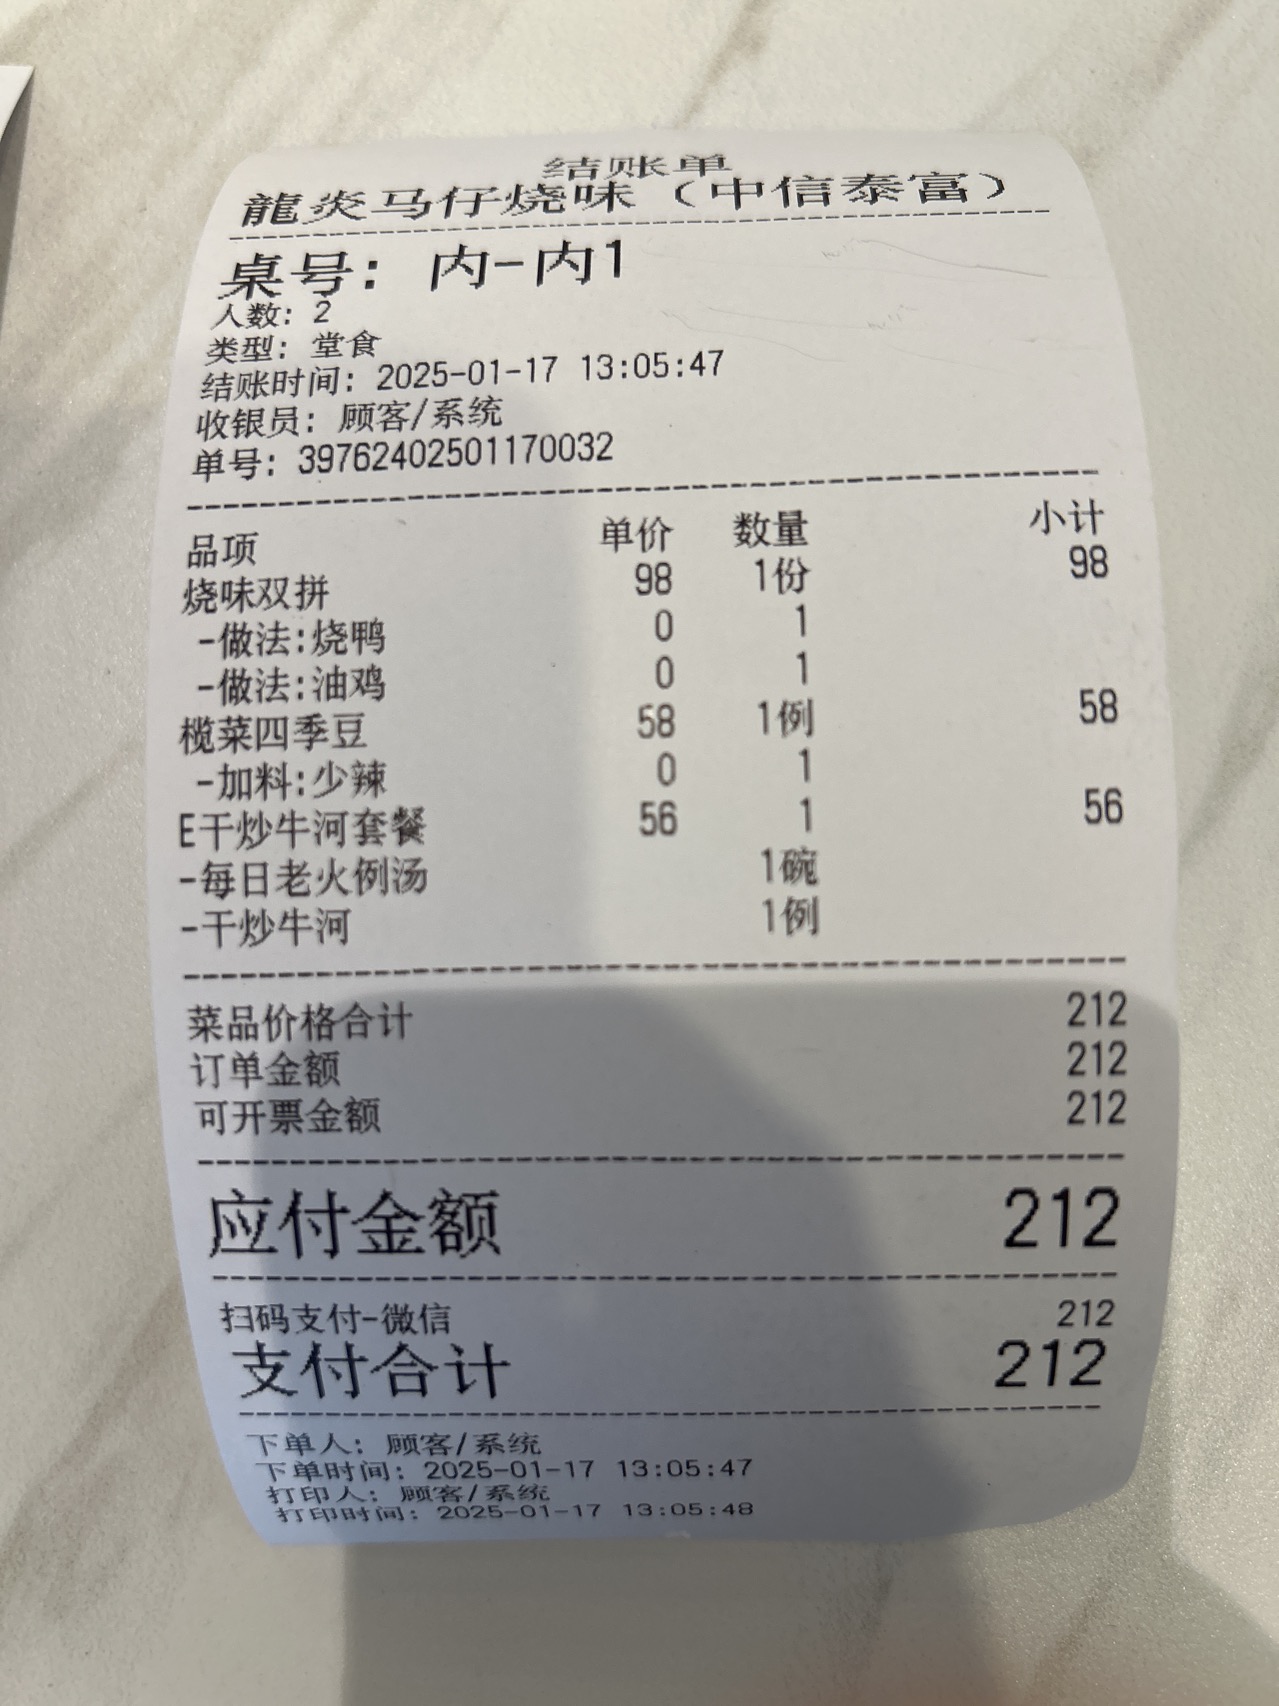 结账单
龍炎马仔烧味（中信泰富）
桌号: 内-内1
人数: 2
类型: 堂食
结账时间: 2025-01-17 13:05:47
收银员: 顾客/系统
单号: 39762402501170032
品项 单价 数量 小计
烧味双拼 98 1份 98
-做法:烧鸭 0 1
-做法:油鸡 0 1
榄菜四季豆 58 1例 58
-加料:少辣 0 1
E干炒牛河套餐 56 1 56
-每日老火例汤 1碗
-干炒牛河 1例
菜品价格合计 212
订单金额 212
可开票金额 212
应付金额 212
扫码支付-微信 212
支付合计 212
下单人: 顾客/系统
下单时间: 2025-01-17 13:05:47
打印人: 顾客/系统
打印时间: 2025-01-17 13:05:48